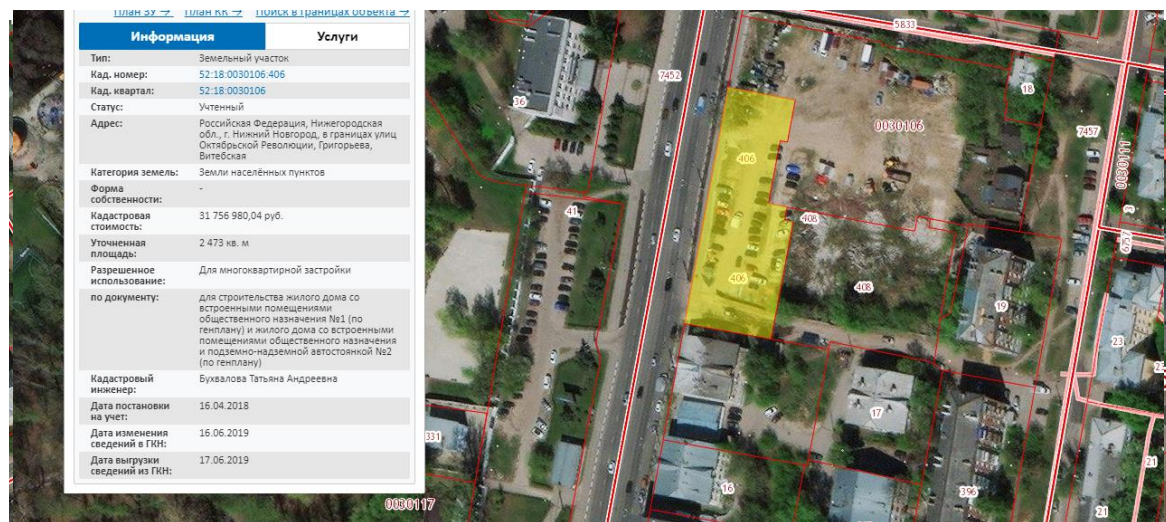 План ЗУ → План КК → Поиск в границах объекта →
Информация Услуги
Тип: Земельный участок
Кад. номер: 52:18:0030106:406
Кад. квартал: 52:18:0030106
Статус: Учтенный
Адрес: Российская Федерация, Нижегородская
обл., г. Нижний Новгород, в границах улиц
Октябрьской Революции, Григорьева,
Витебская
Категория земель: Земли населённых пунктов
Форма
собственности: -
Кадастровая
стоимость: 31 756 980,04 руб.
Уточненная
площадь: 2 473 кв. м
Разрешенное
использование: Для многоквартирной застройки
по документу: для строительства жилого дома со
встроенными помещениями
общественного назначения №1 (по
генплану) и жилого дома со встроенными
помещениями общественного назначения
и подземно-надземной автостоянкой №2
(по генплану)
Кадастровый
инженер: Бухвалова Татьяна Андреевна
Дата постановки
на учет: 16.04.2018
Дата изменения
сведений в ГКН: 16.06.2019
Дата выгрузки
сведений из ГКН: 17.06.2019
5833
7452
36
18
0030106
7457
0030111
406
3
41
408
6757
406
408
19
23
17
331
16
396
21
21
0030117